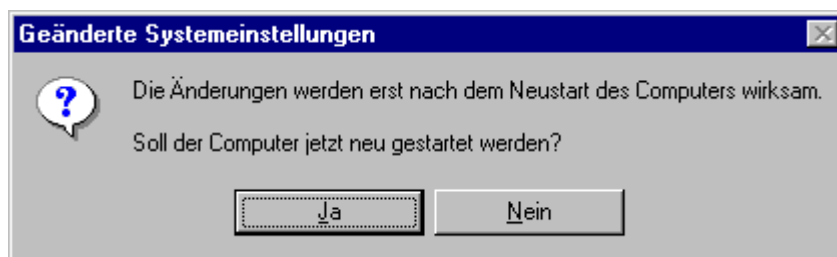 Geänderte Systemeinstellungen
Die Änderungen werden erst nach dem Neustart des Computers wirksam.
Soll der Computer jetzt neu gestartet werden?
Ja Nein